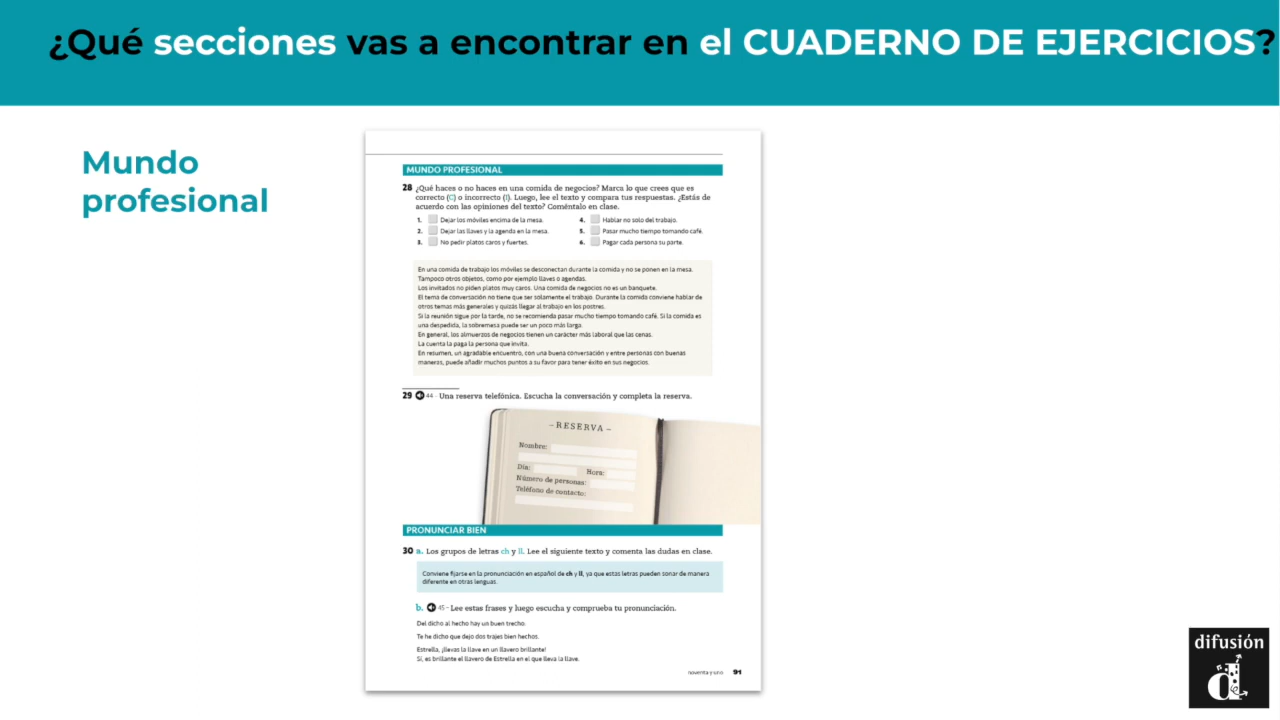 ¿Qué secciones vas a encontrar en el CUADERNO DE EJERCICIOS?
Mundo
profesional
MUNDO PROFESIONAL
28 ¿Qué haces o no haces en una comida de negocios? Marca lo que crees que es
correcto (C) o incorrecto (I). Luego, lee el texto y compara tus respuestas. ¿Estás de
acuerdo con las opiniones del texto? Coméntalo en clase.
1. Dejar los móviles encima de la mesa.
2. Dejar las llaves y la agenda en la mesa.
3. No pedir platos caros y fuertes.
4. Hablar no solo del trabajo.
5. Pasar mucho tiempo tomando café.
6. Pagar cada persona su parte.
En una comida de trabajo los móviles se desconectan durante la comida y no se ponen en la mesa.
Tampoco otros objetos, como por ejemplo llaves o agendas.
Los invitados no piden platos muy caros. Una comida de negocios no es un banquete.
El tema de conversación no tiene que ser solamente el trabajo. Durante la comida conviene hablar de
otros temas más generales y quizás llegar al trabajo en los postres.
Si la reunión sigue por la tarde, no se recomienda pasar mucho tiempo tomando café. Si la comida es
una despedida, la sobremesa puede ser un poco más larga.
En general, los almuerzos de negocios tienen un carácter más laboral que las cenas.
La cuenta la paga la persona que invita.
En resumen, un agradable encuentro, con una buena conversación y entre personas con buenas
maneras, puede añadir muchos puntos a su favor para tener éxito en sus negocios.
29 44 - Una reserva telefónica. Escucha la conversación y completa la reserva.
– RESERVA –
Nombre:
Día: Hora:
Número de personas:
Teléfono de contacto:
PRONUNCIAR BIEN
30 a. Los grupos de letras ch y ll. Lee el siguiente texto y comenta las dudas en clase.
Conviene fijarse en la pronunciación en español de ch y ll, ya que estas letras pueden sonar de manera
diferente en otras lenguas.
b. 45 - Lee estas frases y luego escucha y comprueba tu pronunciación.
Del dicho al hecho hay un buen trecho.
Te he dicho que dejo dos trajes bien hechos.
Estrella, ¡llevas la llave en un llavero brillante!
Sí, es brillante el llavero de Estrella en el que lleva la llave.
noventa y uno 91
difusión